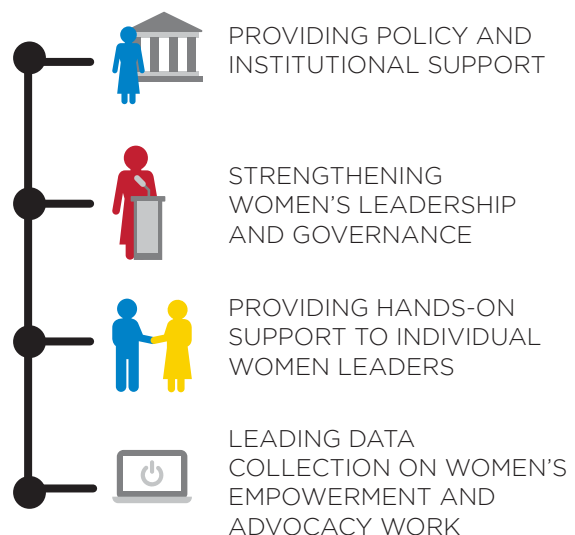 PROVIDING POLICY AND
INSTITUTIONAL SUPPORT
STRENGTHENING
WOMEN'S LEADERSHIP
AND GOVERNANCE
PROVIDING HANDS-ON
SUPPORT TO INDIVIDUAL
WOMEN LEADERS
LEADING DATA
COLLECTION ON WOMEN'S
EMPOWERMENT AND
ADVOCACY WORK